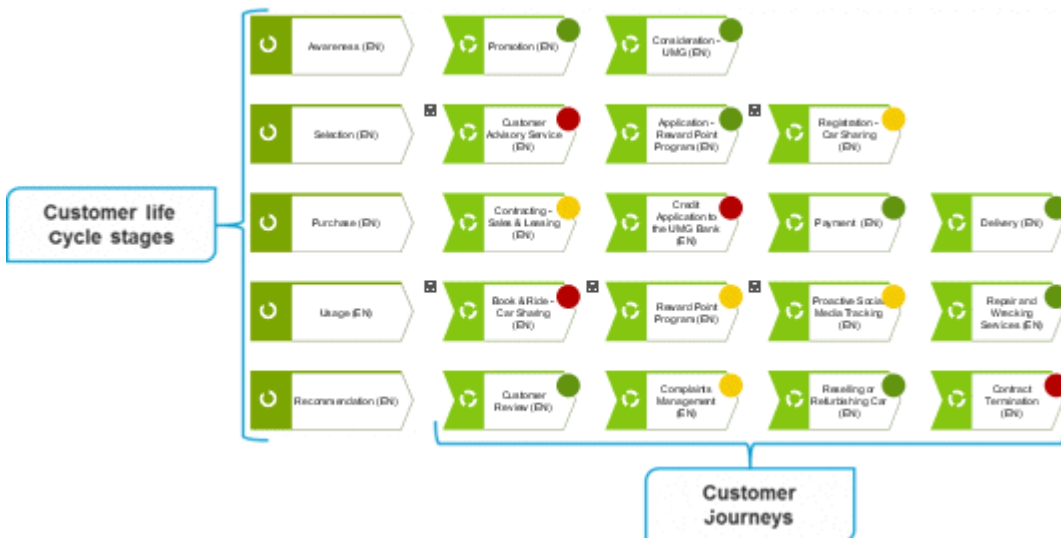 Awareness (EN)
Promotion (EN)
Consideration -
UMG (EN)
Selection (EN)
Customer
Advisory Service
(EN)
Application -
Reward Point
Program (EN)
Registration -
Car Sharing
(EN)
Customer life
Cycle stages
Purchase (EN)
Contracting -
Sales & Leasing
(EN)
Credit
Application to
the UMG Bank
(EN)
Payment (EN)
Delivery (EN)
Usage (EN)
Book & Ride -
Car Sharing
(EN)
Reward Point
Program (EN)
Proactive Social
Media Tracking
(EN)
Repair and
Wrecking
Services (EN)
Recommendation (EN)
Customer
Review (EN)
Complaints
Management
(EN)
Reselling or
Refurbishing Car
(EN)
Contract
Termination
(EN)
Customer
Journeys